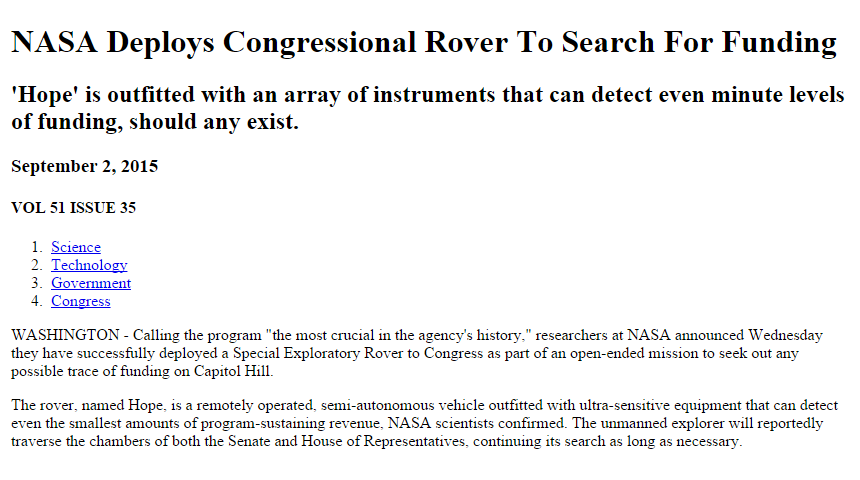 NASA Deploys Congressional Rover To Search For Funding
'Hope' is outfitted with an array of instruments that can detect even minute levels
of funding, should any exist.
September 2, 2015
VOL 51 ISSUE 35
1. Science
2. Technology
3. Government
4. Congress
WASHINGTON - Calling the program "the most crucial in the agency's history," researchers at NASA announced Wednesday
they have successfully deployed a Special Exploratory Rover to Congress as part of an open-ended mission to seek out any
possible trace of funding on Capitol Hill.
The rover, named Hope, is a remotely operated, semi-autonomous vehicle outfitted with ultra-sensitive equipment that can detect
even the smallest amounts of program-sustaining revenue, NASA scientists confirmed. The unmanned explorer will reportedly
traverse the chambers of both the Senate and House of Representatives, continuing its search as long as necessary.